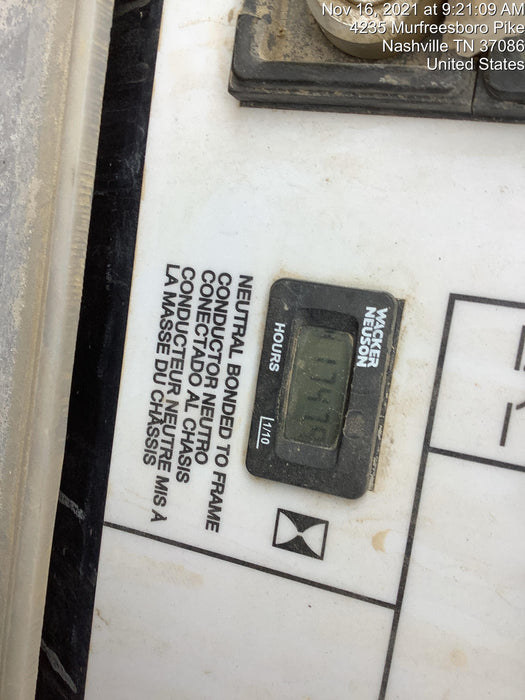 Nov 16, 2021 at 9:21:09 AM
4235 Murfreesboro Pike
Nashville TN 37086
United States
WACKER
NEUSON
HOURS
1/10
NEUTRAL BONDED TO FRAME
CONDUCTOR NEUTRO
CONECTADO AL CHASIS
CONDUCTEUR NEUTRE MIS À
LA MASSE DU CHÂSSIS